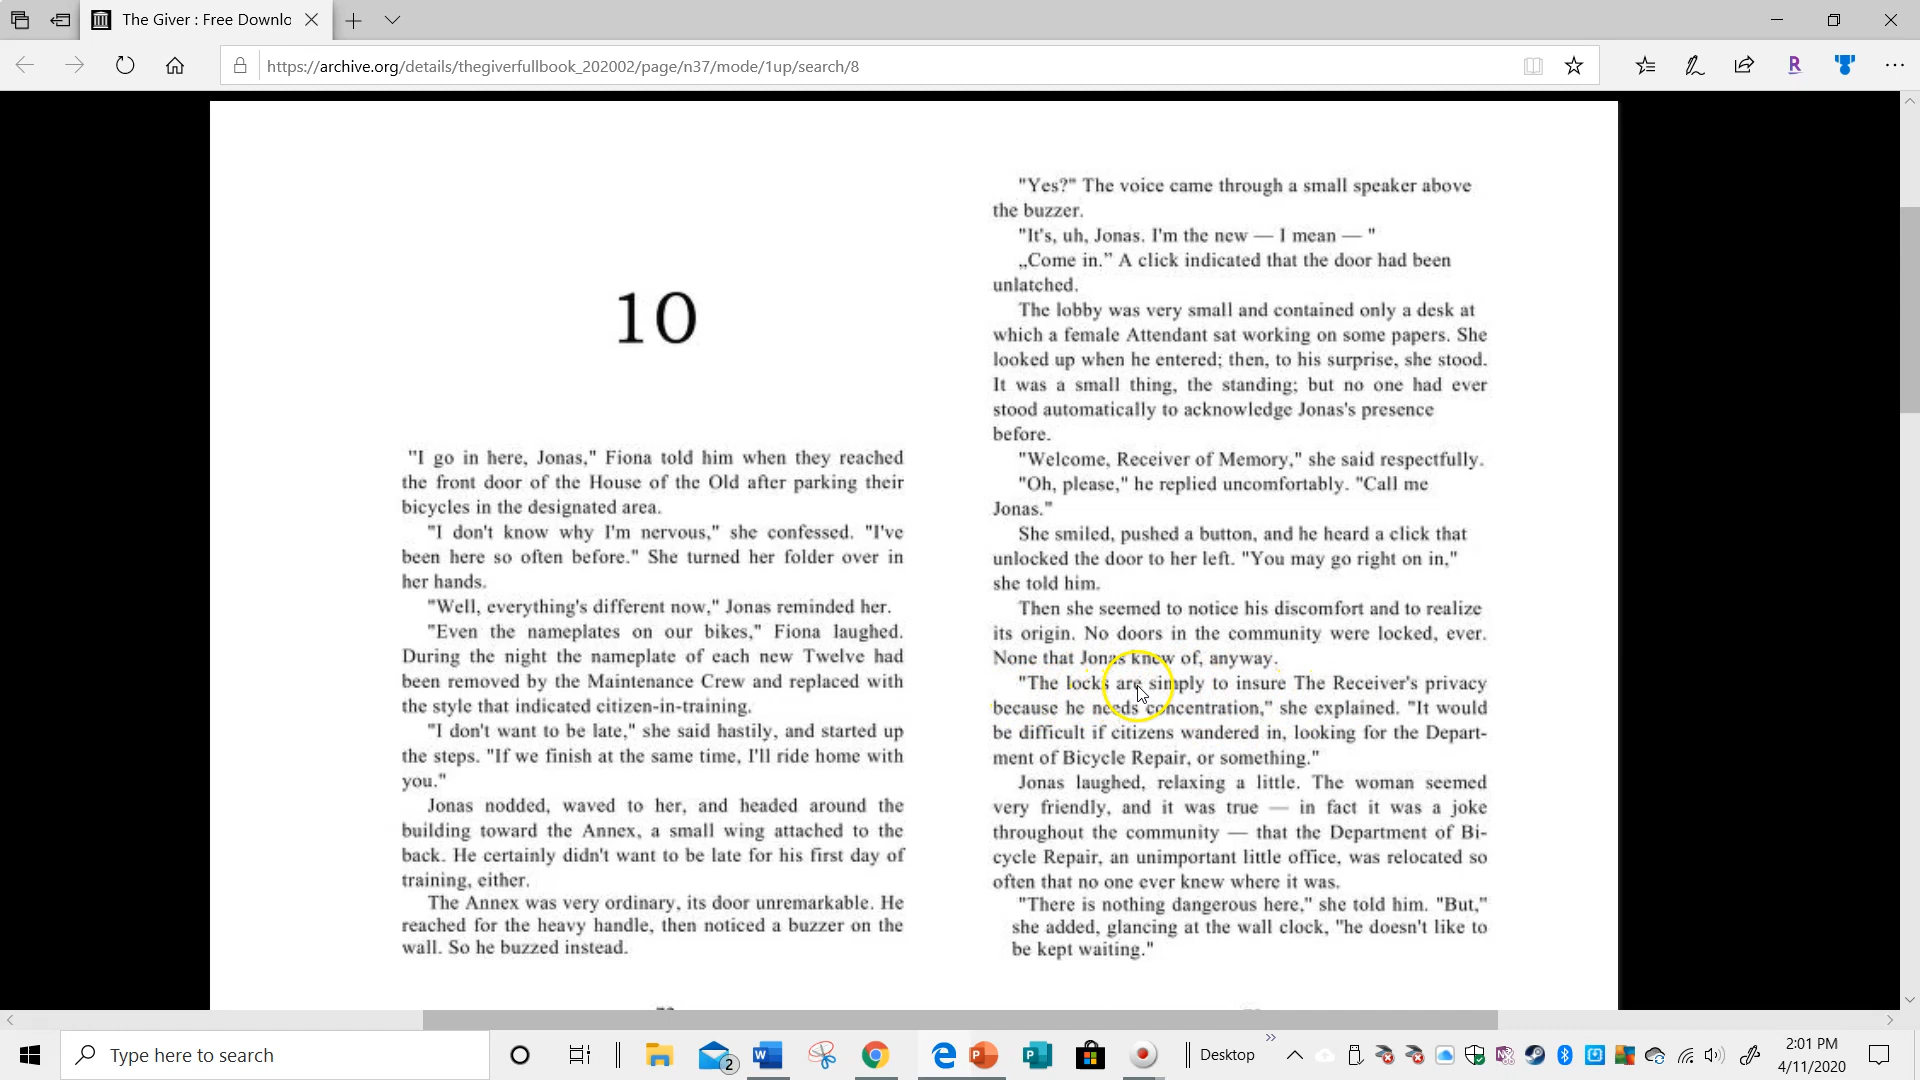 The Giver : Free Downlo
https://archive.org/details/thegiverfullbook_202002/page/n37/mode/1up/search/8
10
"I go in here, Jonas," Fiona told him when they reached
the front door of the House of the Old after parking their
bicycles in the designated area.
"I don't know why I'm nervous," she confessed. "I've
been here so often before." She turned her folder over in
her hands.
"Well, everything's different now," Jonas reminded her.
"Even the nameplates on our bikes," Fiona laughed.
During the night the nameplate of each new Twelve had
been removed by the Maintenance Crew and replaced with
the style that indicated citizen-in-training.
"I don't want to be late," she said hastily, and started up
the steps. "If we finish at the same time, I'll ride home with
you."
Jonas nodded, waved to her, and headed around the
building toward the Annex, a small wing attached to the
back. He certainly didn't want to be late for his first day of
training, either.
The Annex was very ordinary, its door unremarkable. He
reached for the heavy handle, then noticed a buzzer on the
wall. So he buzzed instead.
"Yes?" The voice came through a small speaker above
the buzzer.
"It's, uh, Jonas. I'm the new — I mean — "
„Come in.” A click indicated that the door had been
unlatched.
The lobby was very small and contained only a desk at
which a female Attendant sat working on some papers. She
looked up when he entered; then, to his surprise, she stood.
It was a small thing, the standing; but no one had ever
stood automatically to acknowledge Jonas's presence
before.
"Welcome, Receiver of Memory," she said respectfully.
"Oh, please," he replied uncomfortably. "Call me
Jonas."
She smiled, pushed a button, and he heard a click that
unlocked the door to her left. "You may go right on in,"
she told him.
Then she seemed to notice his discomfort and to realize
its origin. No doors in the community were locked, ever.
None that Jonas knew of, anyway.
"The locks are simply to insure The Receiver's privacy
because he needs concentration," she explained. "It would
be difficult if citizens wandered in, looking for the Depart-
ment of Bicycle Repair, or something."
Jonas laughed, relaxing a little. The woman seemed
very friendly, and it was true — in fact it was a joke
throughout the community — that the Department of Bi-
cycle Repair, an unimportant little office, was relocated so
often that no one ever knew where it was.
"There is nothing dangerous here," she told him. "But,"
she added, glancing at the wall clock, "he doesn't like to
be kept waiting."
Type here to search
2
Desktop
2:01 PM
4/11/2020